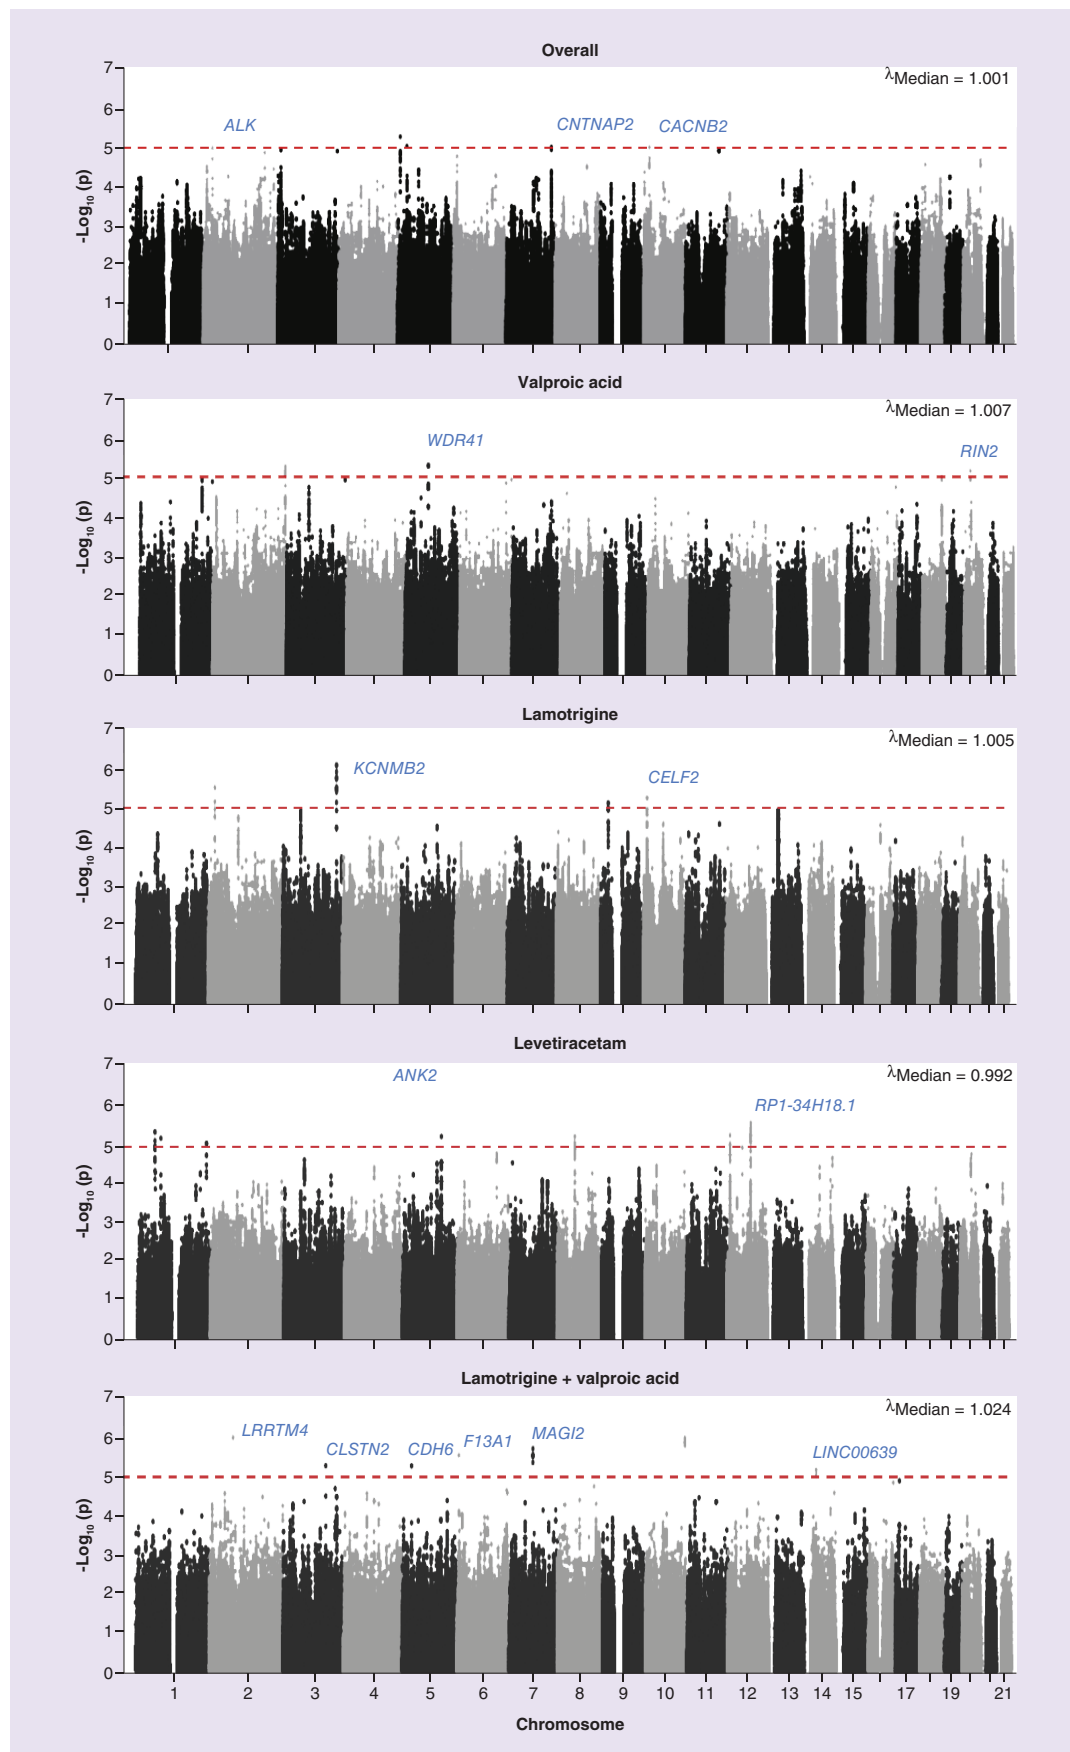 Overall
λMedian = 1.001
7
6
5
4
3
2
1
0
-Log10 (p)
ALK
CNTNAP2
CACNB2
Valproic acid
λMedian = 1.007
7
6
5
4
3
2
1
0
-Log10 (p)
WDR41
RIN2
Lamotrigine
λMedian = 1.005
7
6
5
4
3
2
1
0
-Log10 (p)
KCNMB2
CELF2
Levetiracetam
λMedian = 0.992
7
6
5
4
3
2
1
0
-Log10 (p)
ANK2
RP1-34H18.1
Lamotrigine + valproic acid
λMedian = 1.024
7
6
5
4
3
2
1
0
-Log10 (p)
LRRTM4
CLSTN2
CDH6
F13A1
MAGI2
LINC00639
1 2 3 4 5 6 7 8 9 10 11 12 13 14 15 17 19 21
Chromosome